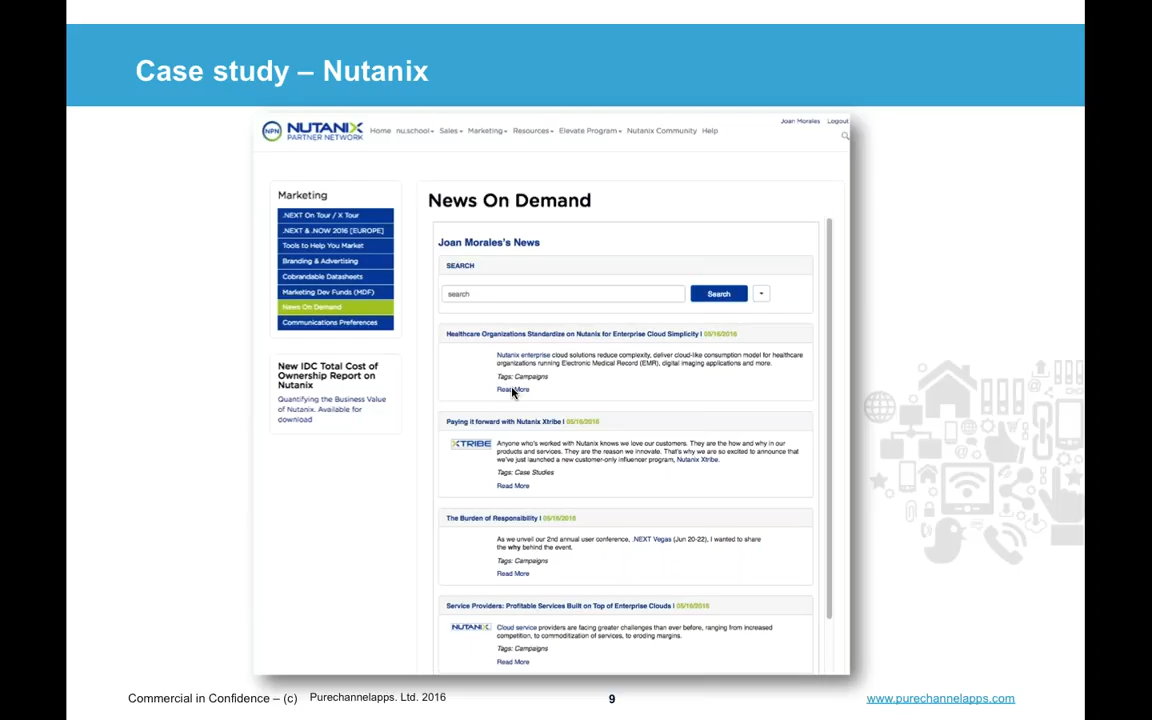 Case study – Nutanix
NPN NUTANIX
PARTNER NETWORK
Home nu.school Sales Marketing Resources Elevate Program Nutanix Community Help
Joan Morales Logout
Marketing
.NEXT On Tour / X Tour
.NEXT & .NOW 2016 [EUROPE]
Tools to Help You Market
Branding & Advertising
Cobrandable Datasheets
Marketing Dev Funds (MDF)
News On Demand
Communications Preferences
New IDC Total Cost of
Ownership Report on
Nutanix
Quantifying the Business Value
of Nutanix. Available for
download
News On Demand
Joan Morales's News
SEARCH
search Search
Healthcare Organizations Standardize on Nutanix for Enterprise Cloud Simplicity | 05/16/2016
Nutanix enterprise cloud solutions reduce complexity, deliver cloud-like consumption model for healthcare
organizations running Electronic Medical Record (EMR), digital imaging applications and more.
Tags: Campaigns
Read More
Paying it forward with Nutanix Xtribe | 05/16/2016
XTRIBE
Anyone who's worked with Nutanix knows we love our customers. They are the how and why in our
products and services. They are the reason we innovate. That's why we are so excited to announce that
we've just launched a new customer-only influencer program, Nutanix Xtribe.
Tags: Case Studies
Read More
The Burden of Responsibility | 05/16/2016
As we unveil our 2nd annual user conference, .NEXT Vegas (Jun 20-22), I wanted to share
the why behind the event.
Tags: Campaigns
Read More
Service Providers: Profitable Services Built on Top of Enterprise Clouds | 05/16/2016
NUTANIX
Cloud service providers are facing greater challenges than ever before, ranging from increased
competition, to commoditization of services, to eroding margins.
Tags: Campaigns
Read More
Commercial in Confidence – (c) Purechannelapps. Ltd. 2016
9
www.purechannelapps.com